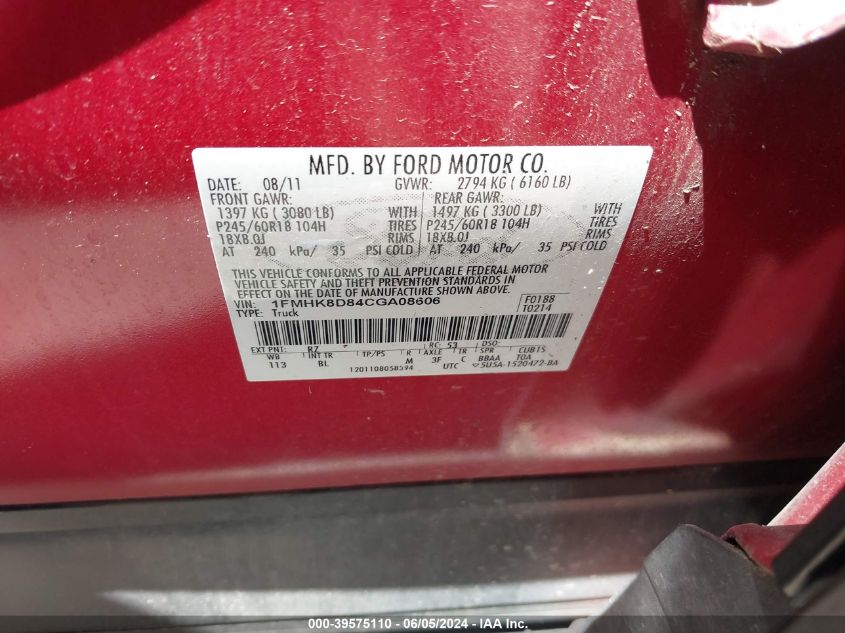 MFD. BY FORD MOTOR CO.
DATE: 08/11 GVWR: 2794 KG ( 6160 LB)
FRONT GAWR: REAR GAWR:
1397 KG ( 3080 LB) WITH 1497 KG ( 3300 LB) WITH
P245/60R18 104H TIRES P245/60R18 104H TIRES
18X8.0J RIMS 18X8.0J RIMS
AT 240 kPa/ 35 PSI COLD AT 240 kPa/ 35 PSI COLD
THIS VEHICLE CONFORMS TO ALL APPLICABLE FEDERAL MOTOR
VEHICLE SAFETY AND THEFT PREVENTION STANDARDS IN
EFFECT ON THE DATE OF MANUFACTURE SHOWN ABOVE.
VIN: 1FMHK8D84CGA08606 F0188
TYPE: Truck T0214
EXT PNT: RZ RC: 53 DSO:
WB INT TR TP/PS R AXLE TR SPR CUBTS
113 BL M 3F C BBAA TOA
1201108058394 UTC 5U5A-1520472-BA
000-39575110 - 06/05/2024 - IAA Inc.